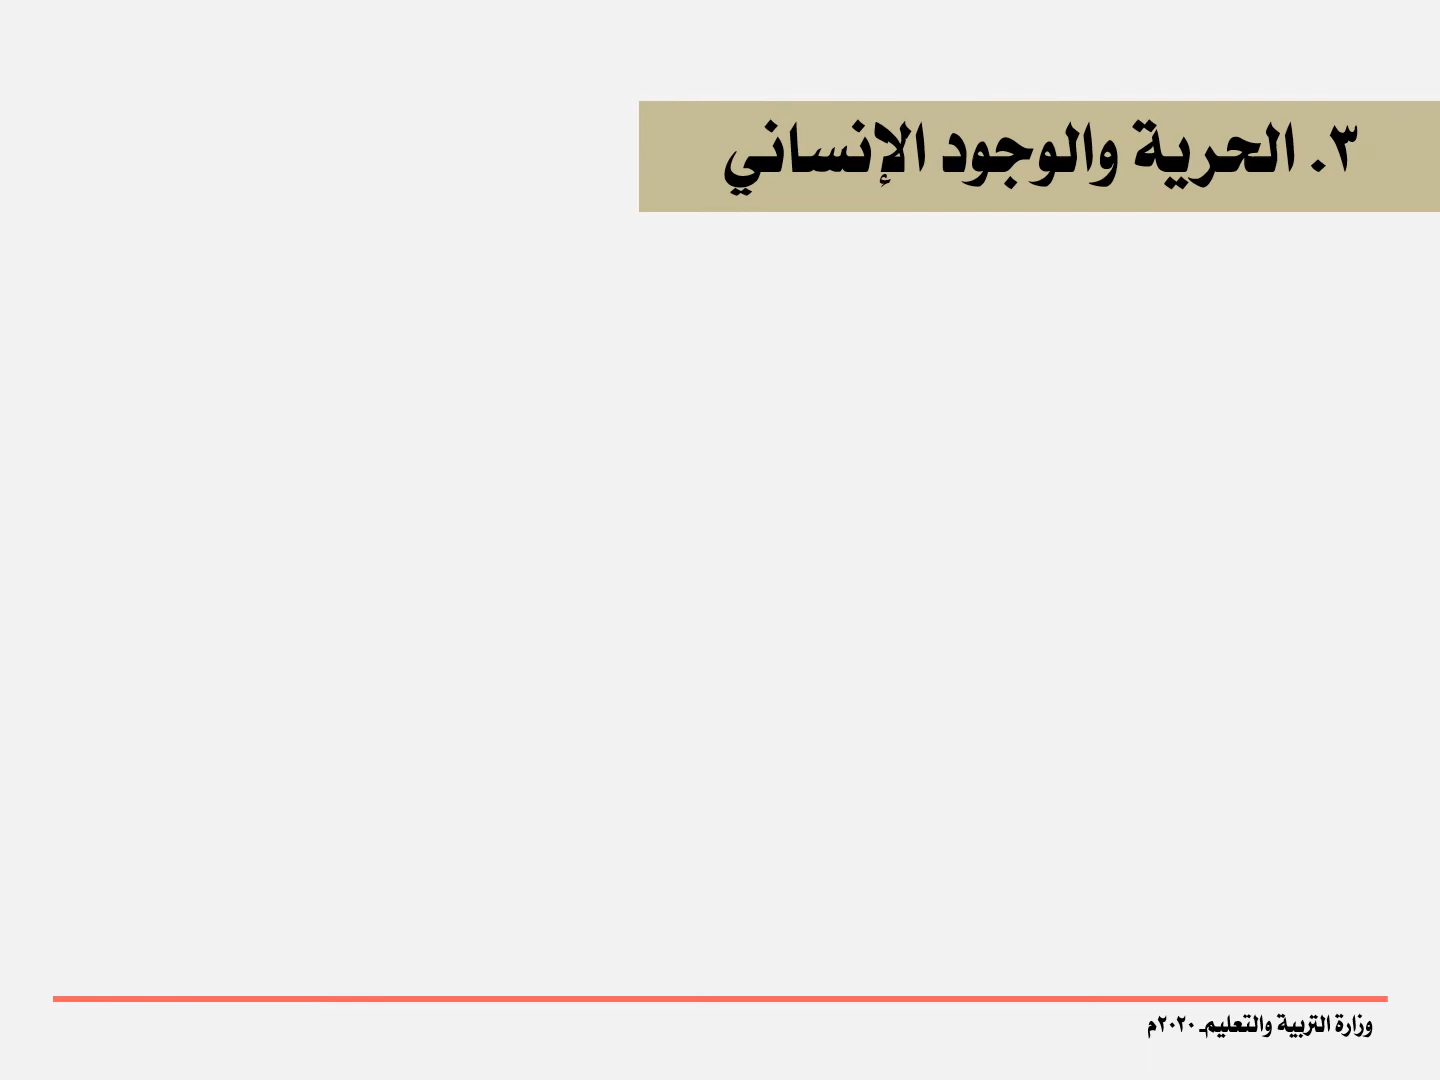 ٣. الحرية والوجود الإنساني
وزارة التربية والتعليم ـ ٢٠٢٠م